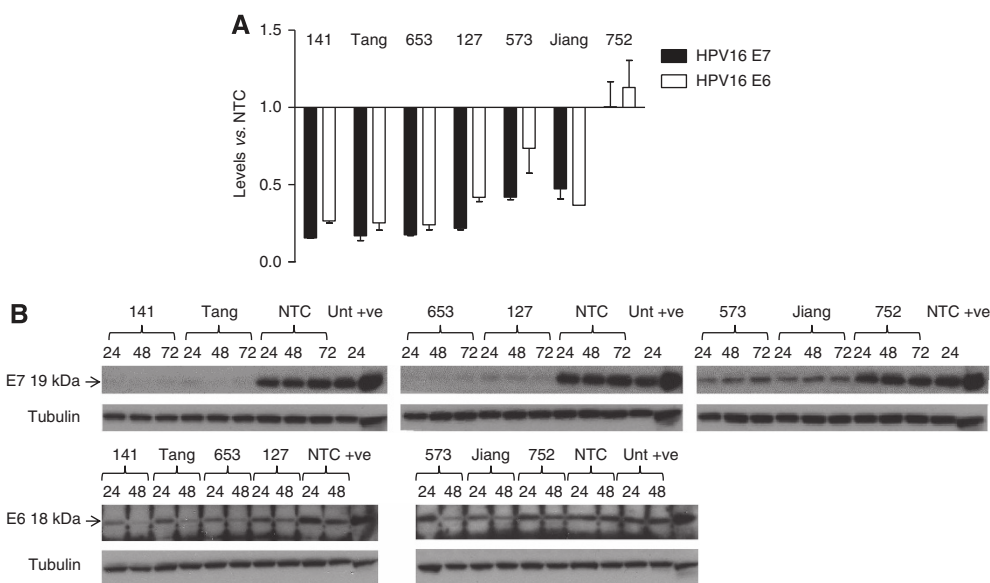 A
1.5
141 Tang 653 127 573 Jiang 752
HPV16 E7
HPV16 E6
1.0
0.5
0.0
Levels vs. NTC
B
141 Tang NTC Unt +ve
24 48 72 24 48 72 24 48 72 24
653 127 NTC Unt +ve
24 48 72 24 48 72 24 48 72 24
573 Jiang 752 NTC +ve
24 48 72 24 48 72 24 48 72 24
E7 19 kDa
Tubulin
141 Tang 653 127 NTC +ve
24 48 24 48 24 48 24 48 24 48
573 Jiang 752 NTC Unt +ve
24 48 24 48 24 48 24 48 24 48
E6 18 kDa
Tubulin